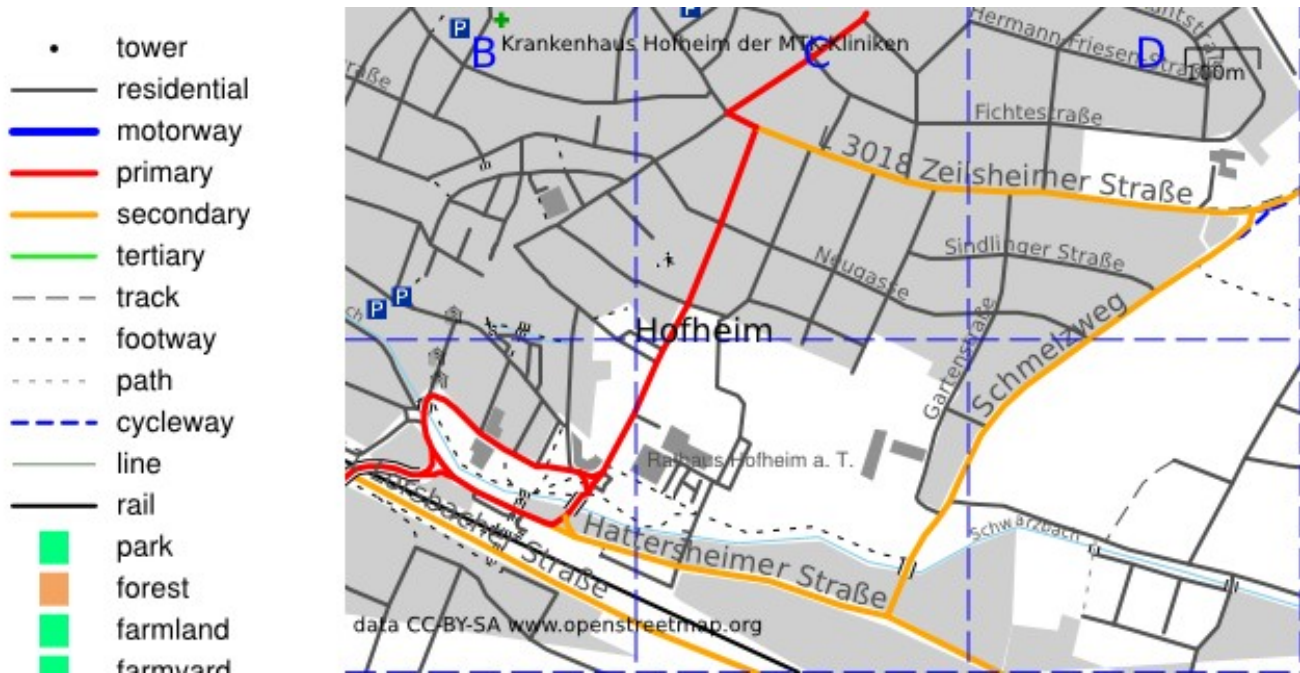 tower
residential
motorway
primary
secondary
tertiary
track
footway
path
cycleway
line
rail
park
forest
farmland
farmyard
P
P
B
C
D
Krankenhaus Hofheim der MTK-Kliniken
Hermann-Friesen-Straße
100m
Fichtestraße
L 3018 Zeilsheimer Straße
Sindlinger Straße
Neugasse
P
P
Hofheim
Gartenstraße
Schmelzweg
Rathaus Hofheim a. T.
Schwarzbach
Hattersheimer Straße
Straße
data CC-BY-SA www.openstreetmap.org